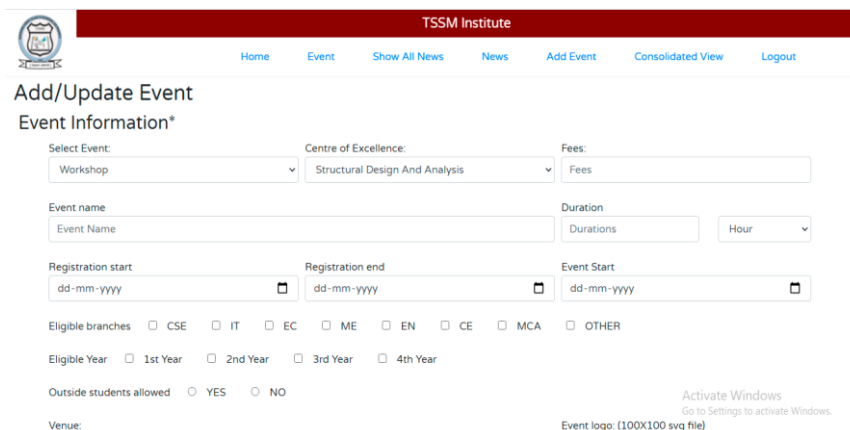 TSSM Institute
Home Event Show All News News Add Event Consolidated View Logout
Add/Update Event
Event Information*
Select Event: Centre of Excellence: Fees:
Workshop Structural Design And Analysis Fees
Event name Duration
Event Name Durations Hour
Registration start Registration end Event Start
dd-mm-yyyy dd-mm-yyyy dd-mm-yyyy
Eligible branches CSE IT EC ME EN CE MCA OTHER
Eligible Year 1st Year 2nd Year 3rd Year 4th Year
Outside students allowed YES NO
Activate Windows
Go to Settings to activate Windows.
Venue: Event logo: (100X100 svg file)